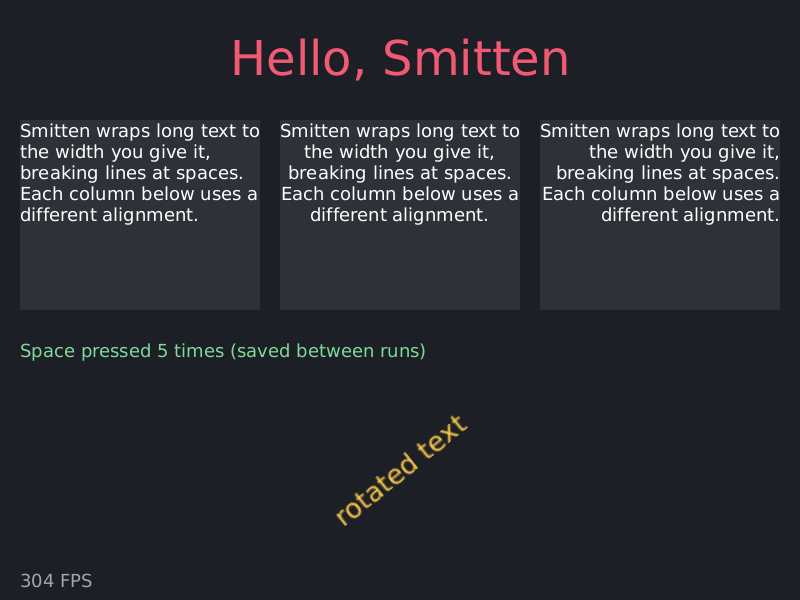 Hello, Smitten
Smitten wraps long text to
the width you give it,
breaking lines at spaces.
Each column below uses a
different alignment.
Smitten wraps long text to
the width you give it,
breaking lines at spaces.
Each column below uses a
different alignment.
Smitten wraps long text to
the width you give it,
breaking lines at spaces.
Each column below uses a
different alignment.
Space pressed 5 times (saved between runs)
rotated text
304 FPS